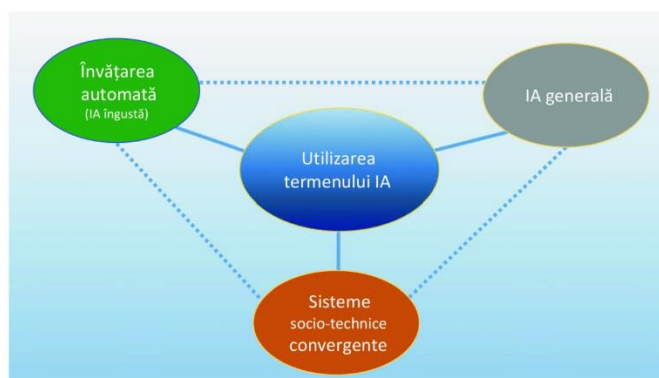 Învățarea
automată
(IA îngustă)
IA generală
Utilizarea
termenului IA
Sisteme
socio-technice
convergente